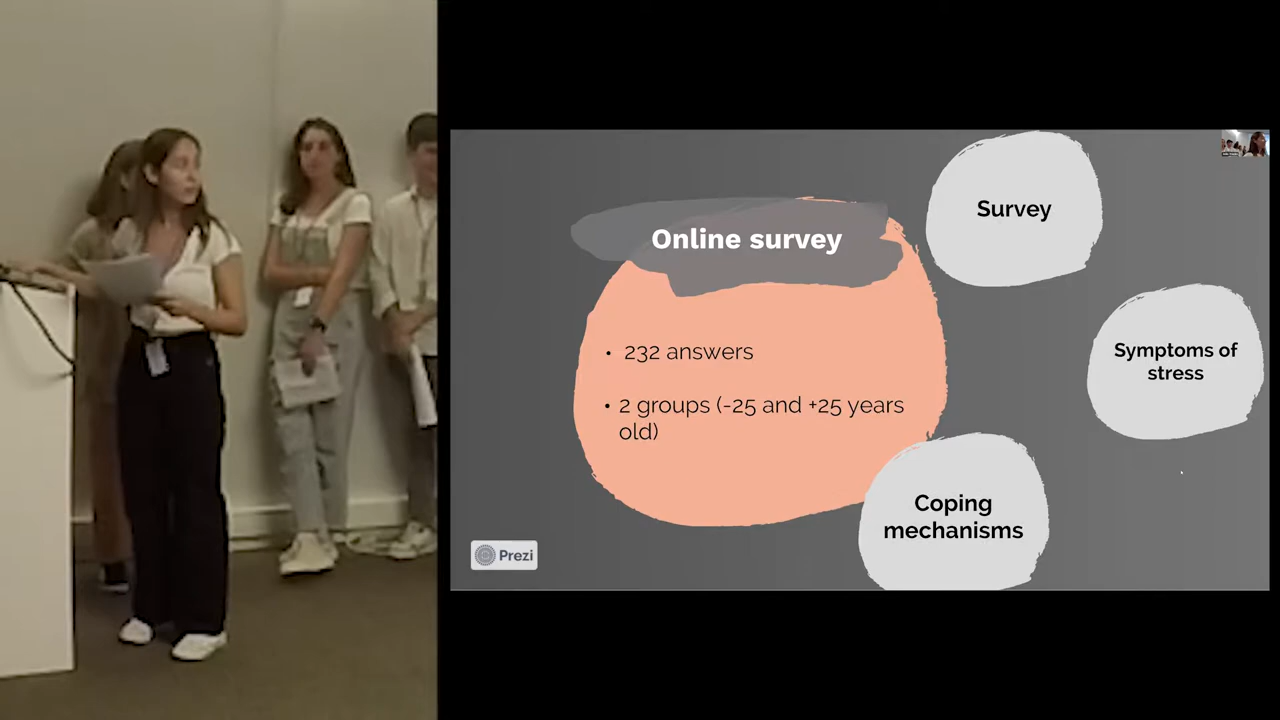 Online survey
• 232 answers
• 2 groups (-25 and +25 years
old)
Survey
Symptoms of
stress
Coping
mechanisms
Prezi